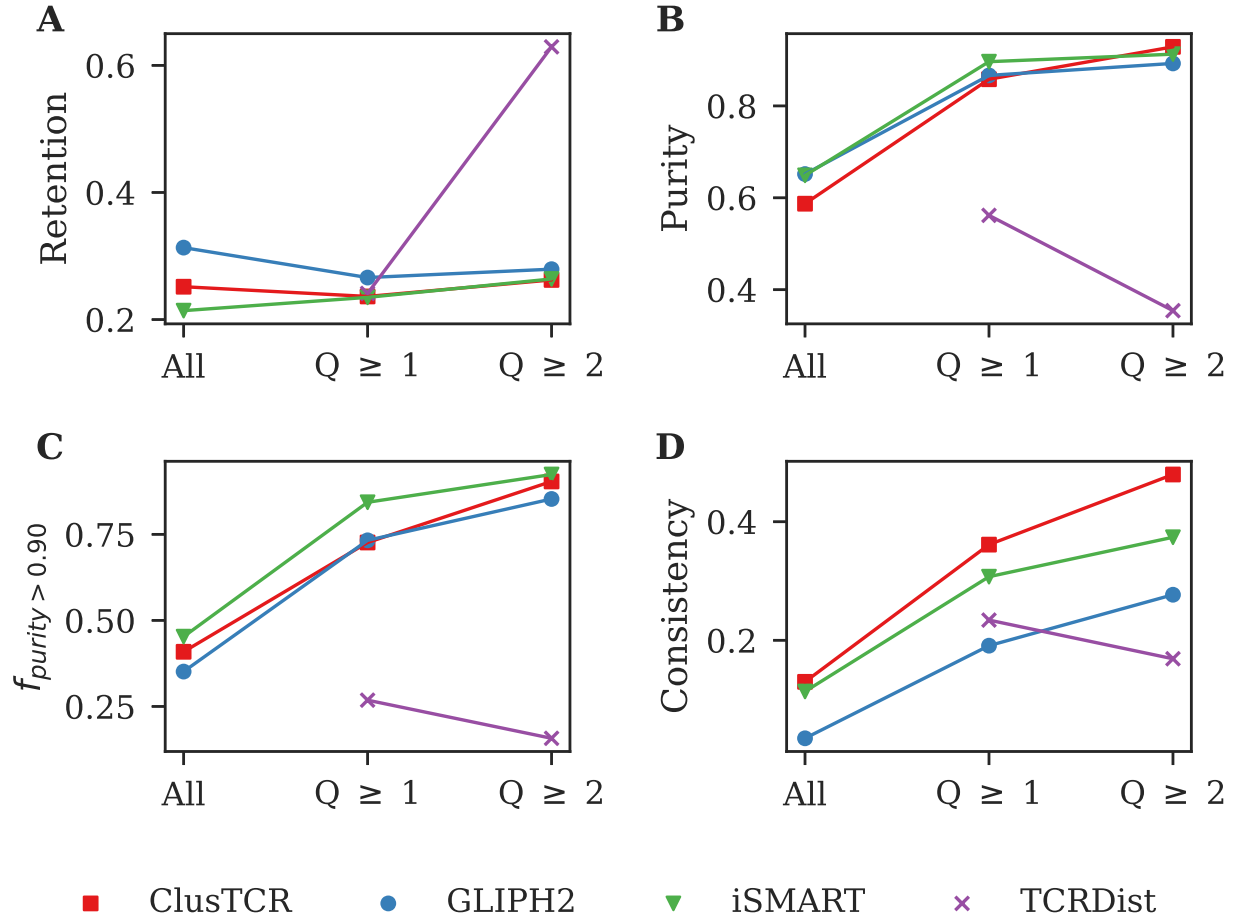 A
Retention
0.6
0.4
0.2
All Q ≥ 1 Q ≥ 2
B
Purity
0.8
0.6
0.4
All Q ≥ 1 Q ≥ 2
C
f purity > 0.90
0.75
0.50
0.25
All Q ≥ 1 Q ≥ 2
D
Consistency
0.4
0.2
All Q ≥ 1 Q ≥ 2
ClusTCR GLIPH2 iSMART TCRDist